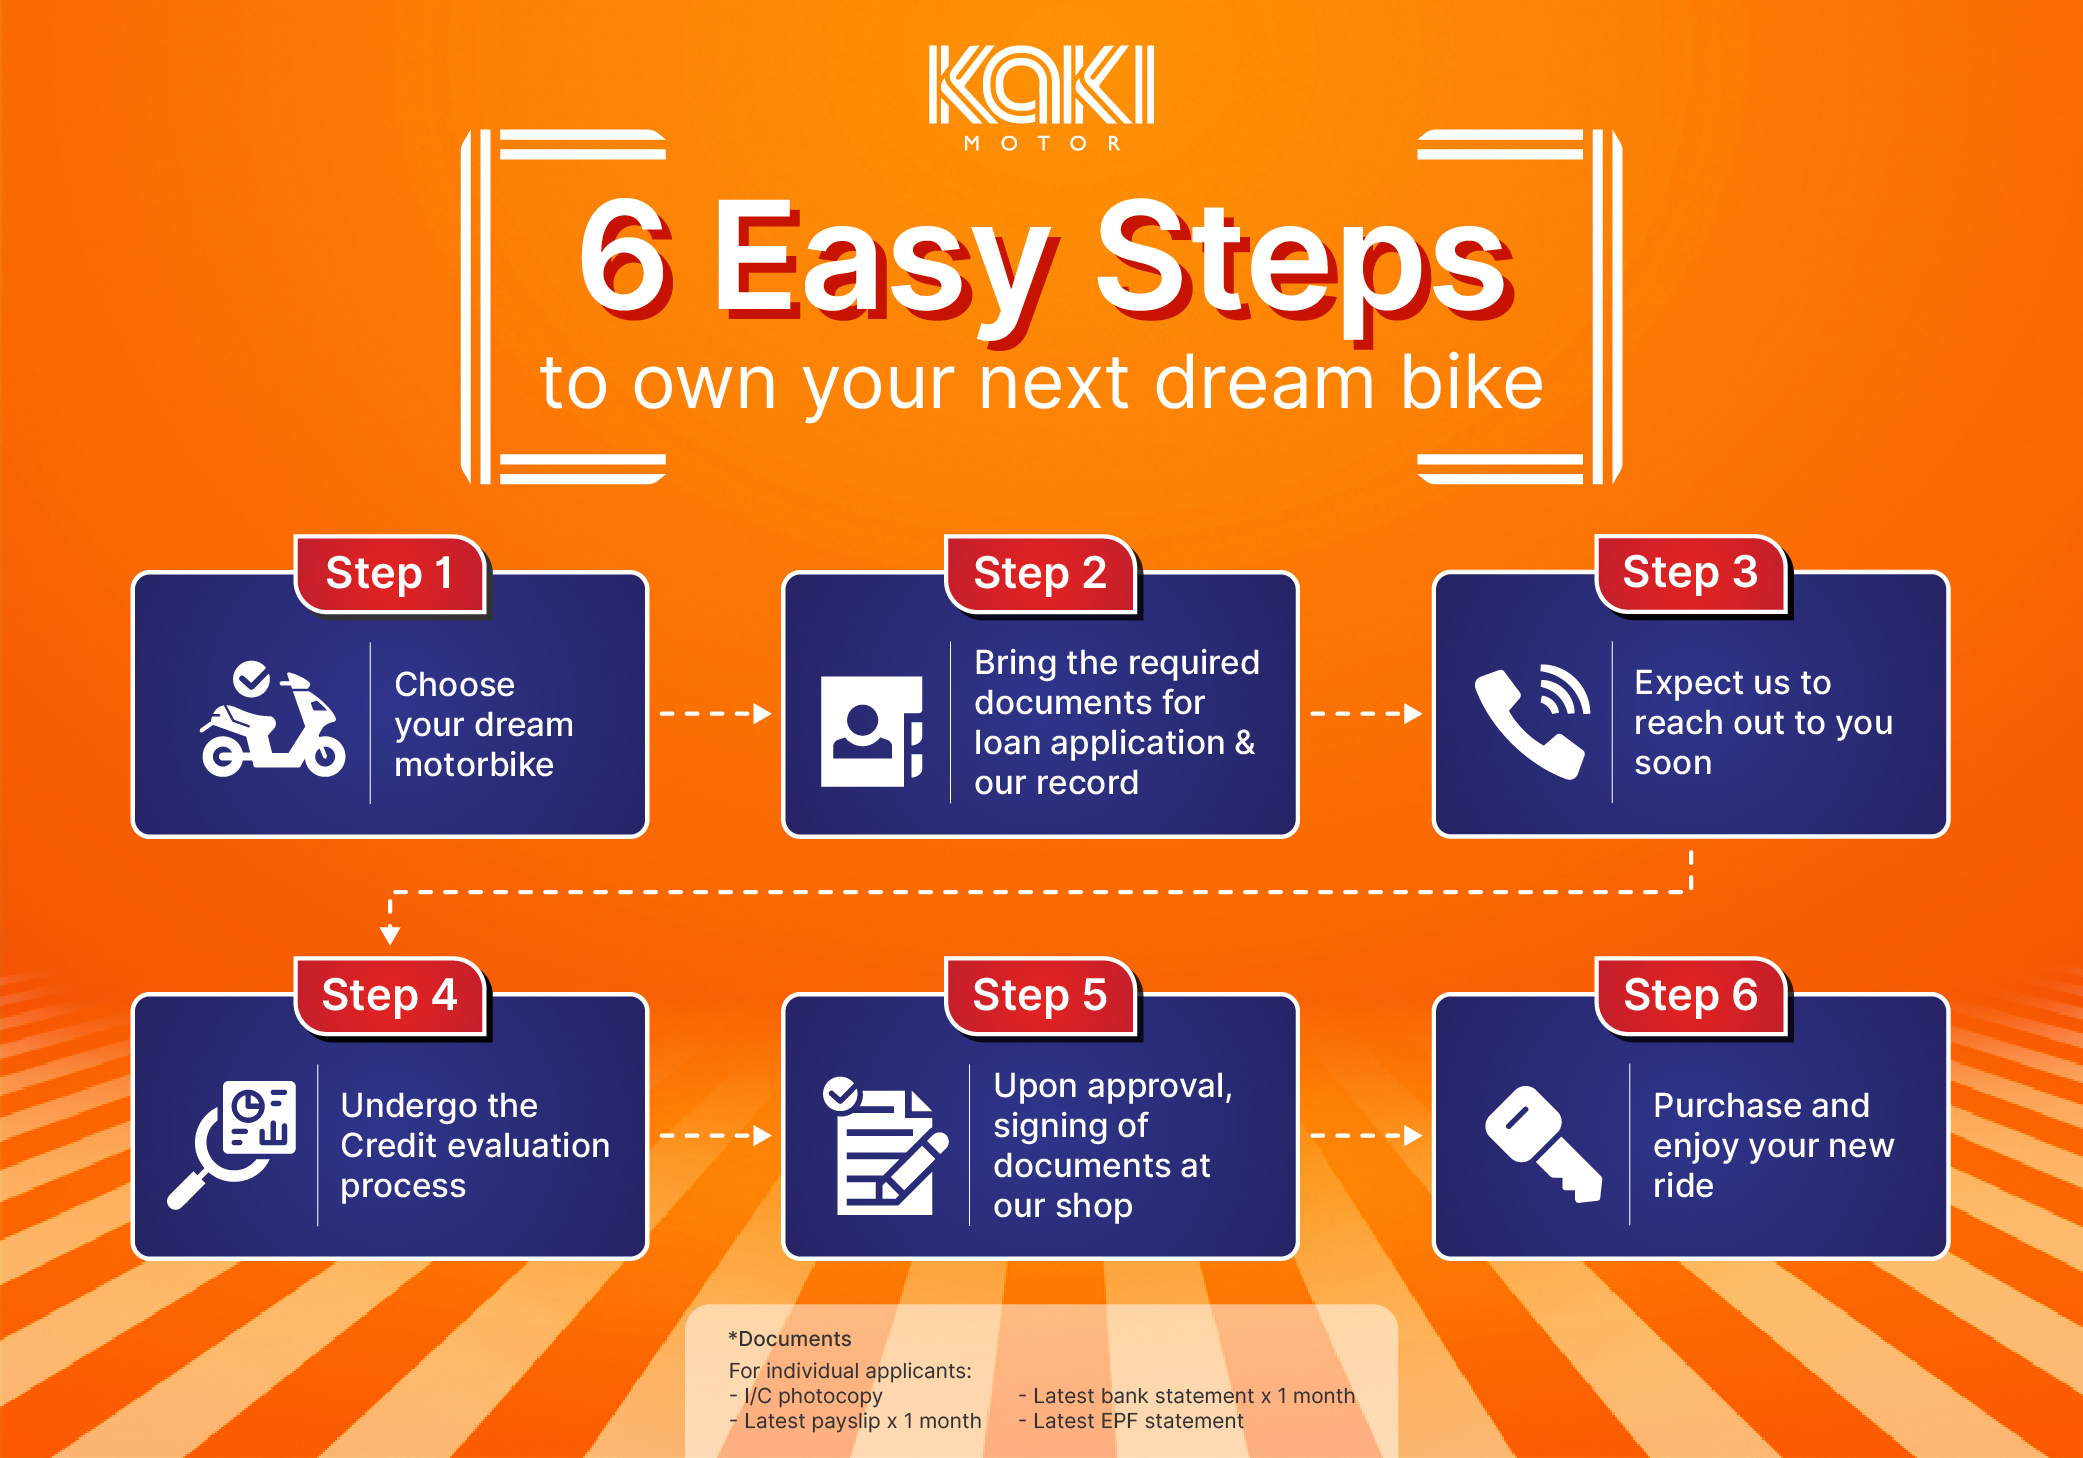 KaKI
MOTOR
6 Easy Steps
to own your next dream bike
Step 1
Choose
your dream
motorbike
Step 2
Bring the required
documents for
loan application &
our record
Step 3
Expect us to
reach out to you
soon
Step 4
Undergo the
Credit evaluation
process
Step 5
Upon approval,
signing of
documents at
our shop
Step 6
Purchase and
enjoy your new
ride
*Documents
For individual applicants:
- I/C photocopy
- Latest payslip x 1 month
- Latest bank statement x 1 month
- Latest EPF statement